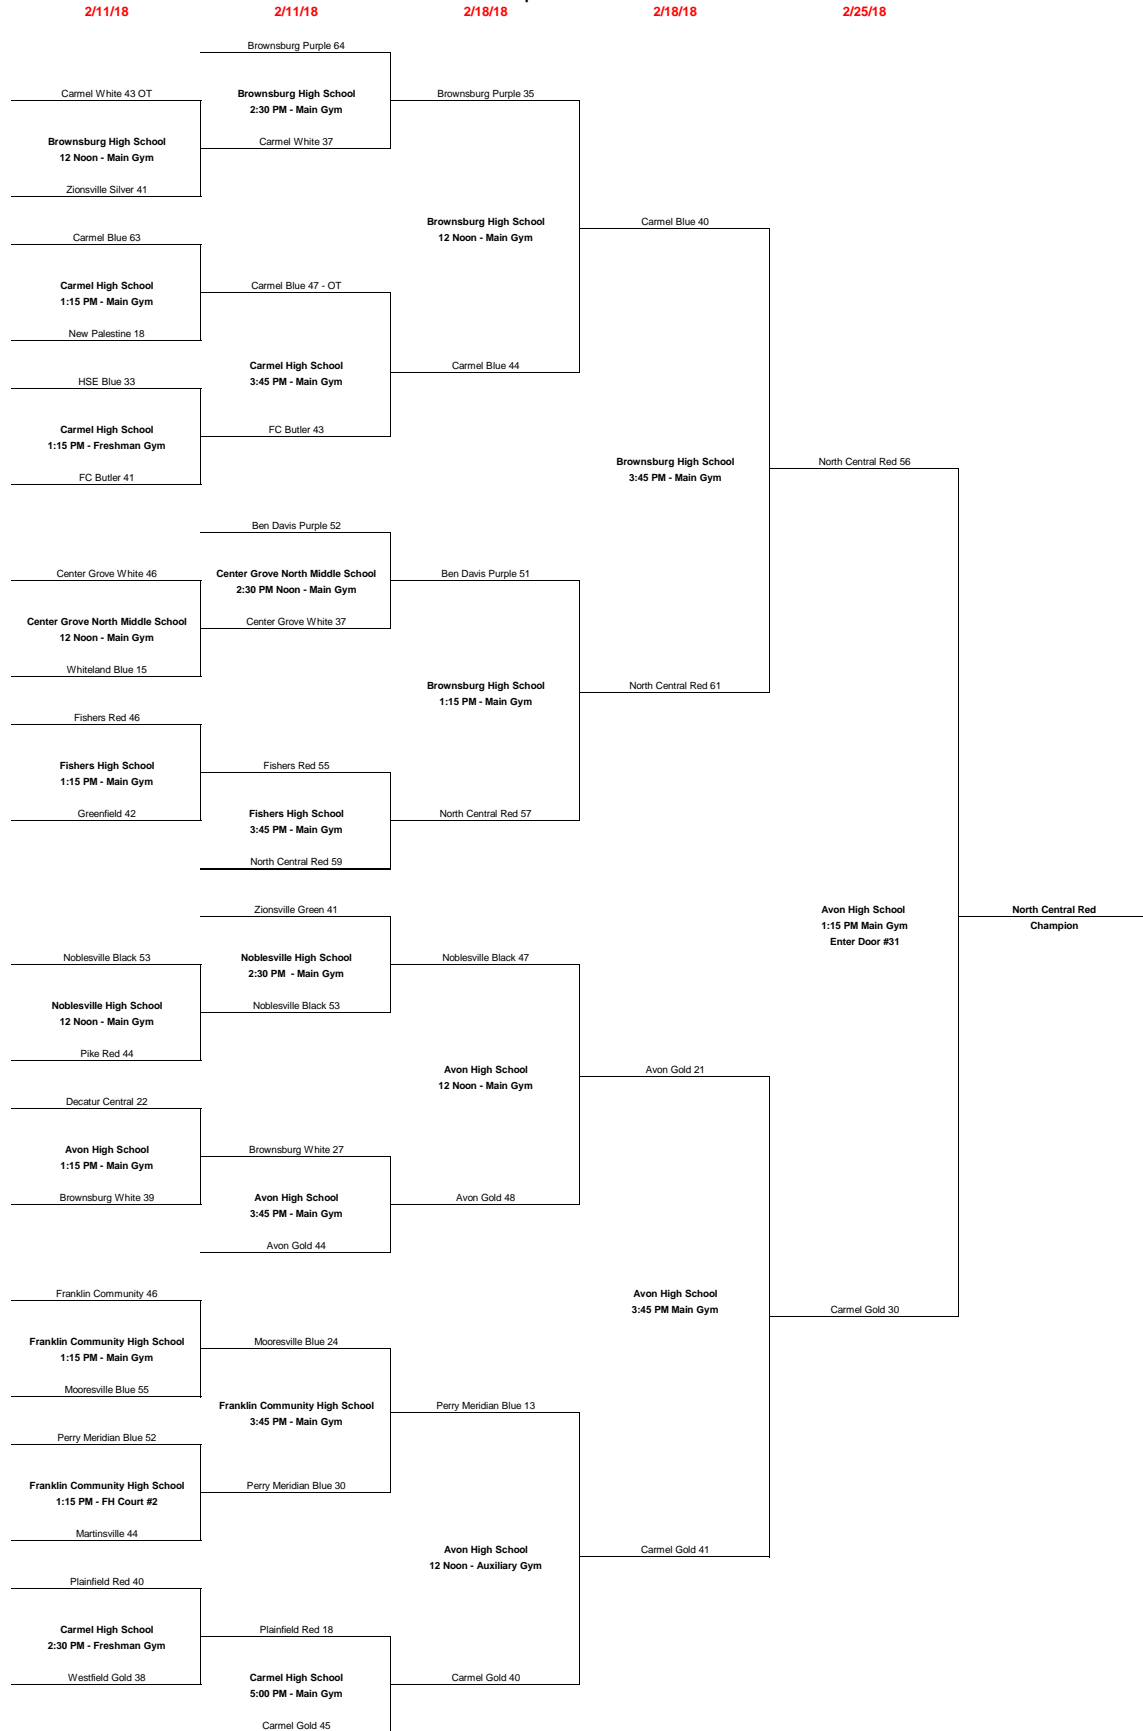 2/11/18 2/11/18 2/18/18 2/18/18 2/25/18
Brownsburg Purple 64
Carmel White 43 OT
Brownsburg High School
2:30 PM - Main Gym
Brownsburg Purple 35
Brownsburg High School
12 Noon - Main Gym
Carmel White 37
Zionsville Silver 41
Brownsburg High School
12 Noon - Main Gym
Carmel Blue 40
Carmel Blue 63
Carmel High School
1:15 PM - Main Gym
Carmel Blue 47 - OT
New Palestine 18
Carmel High School
3:45 PM - Main Gym
Carmel Blue 44
HSE Blue 33
Carmel High School
1:15 PM - Freshman Gym
FC Butler 43
FC Butler 41
Brownsburg High School
3:45 PM - Main Gym
North Central Red 56
Ben Davis Purple 52
Center Grove White 46
Center Grove North Middle School
2:30 PM Noon - Main Gym
Ben Davis Purple 51
Center Grove North Middle School
12 Noon - Main Gym
Center Grove White 37
Whiteland Blue 15
Brownsburg High School
1:15 PM - Main Gym
North Central Red 61
Fishers Red 46
Fishers High School
1:15 PM - Main Gym
Fishers Red 55
Greenfield 42
Fishers High School
3:45 PM - Main Gym
North Central Red 57
North Central Red 59
Zionsville Green 41
Avon High School
1:15 PM Main Gym
Enter Door #31
North Central Red
Champion
Noblesville Black 53
Noblesville High School
2:30 PM - Main Gym
Noblesville Black 47
Noblesville High School
12 Noon - Main Gym
Noblesville Black 53
Pike Red 44
Avon High School
12 Noon - Main Gym
Avon Gold 21
Decatur Central 22
Avon High School
1:15 PM - Main Gym
Brownsburg White 27
Brownsburg White 39
Avon High School
3:45 PM - Main Gym
Avon Gold 48
Avon Gold 44
Franklin Community 46
Avon High School
3:45 PM Main Gym
Carmel Gold 30
Franklin Community High School
1:15 PM - Main Gym
Mooresville Blue 24
Mooresville Blue 55
Franklin Community High School
3:45 PM - Main Gym
Perry Meridian Blue 13
Perry Meridian Blue 52
Franklin Community High School
1:15 PM - FH Court #2
Perry Meridian Blue 30
Martinsville 44
Avon High School
12 Noon - Auxiliary Gym
Carmel Gold 41
Plainfield Red 40
Carmel High School
2:30 PM - Freshman Gym
Plainfield Red 18
Westfield Gold 38
Carmel High School
5:00 PM - Main Gym
Carmel Gold 40
Carmel Gold 45